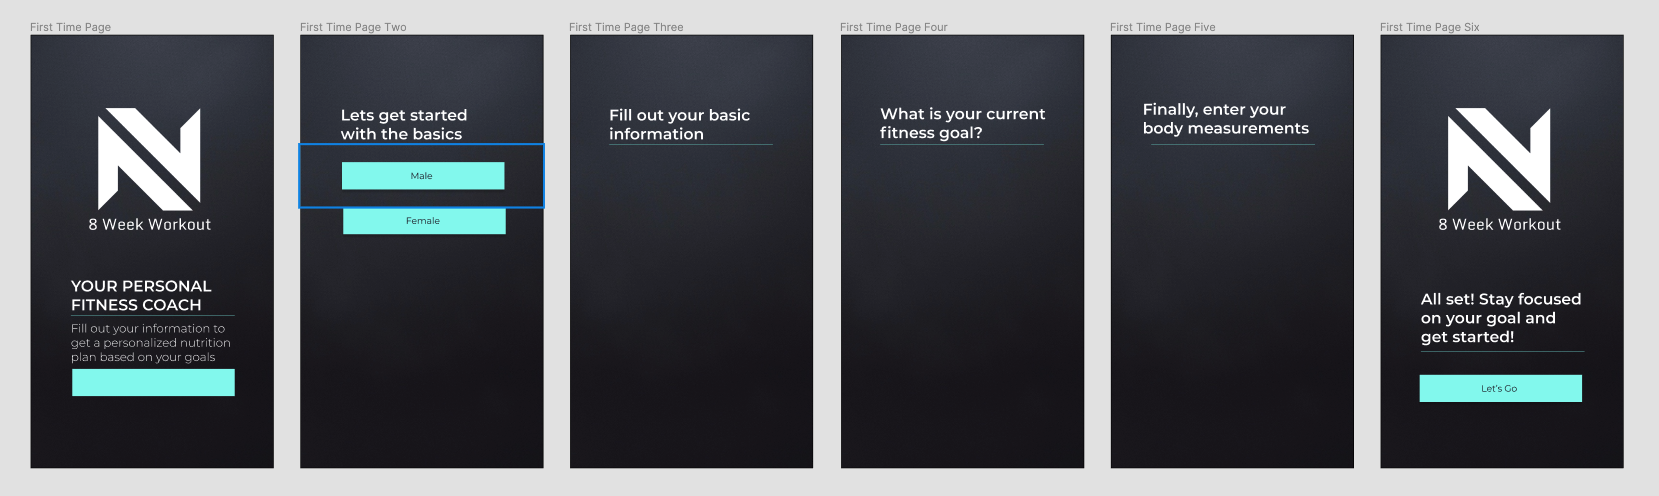 First Time Page
8 Week Workout
YOUR PERSONAL
FITNESS COACH
Fill out your information to
get a personalized nutrition
plan based on your goals
First Time Page Two
Lets get started
with the basics
Male
Female
First Time Page Three
Fill out your basic
information
First Time Page Four
What is your current
fitness goal?
First Time Page Five
Finally, enter your
body measurements
First Time Page Six
8 Week Workout
All set! Stay focused
on your goal and
get started!
Let's Go